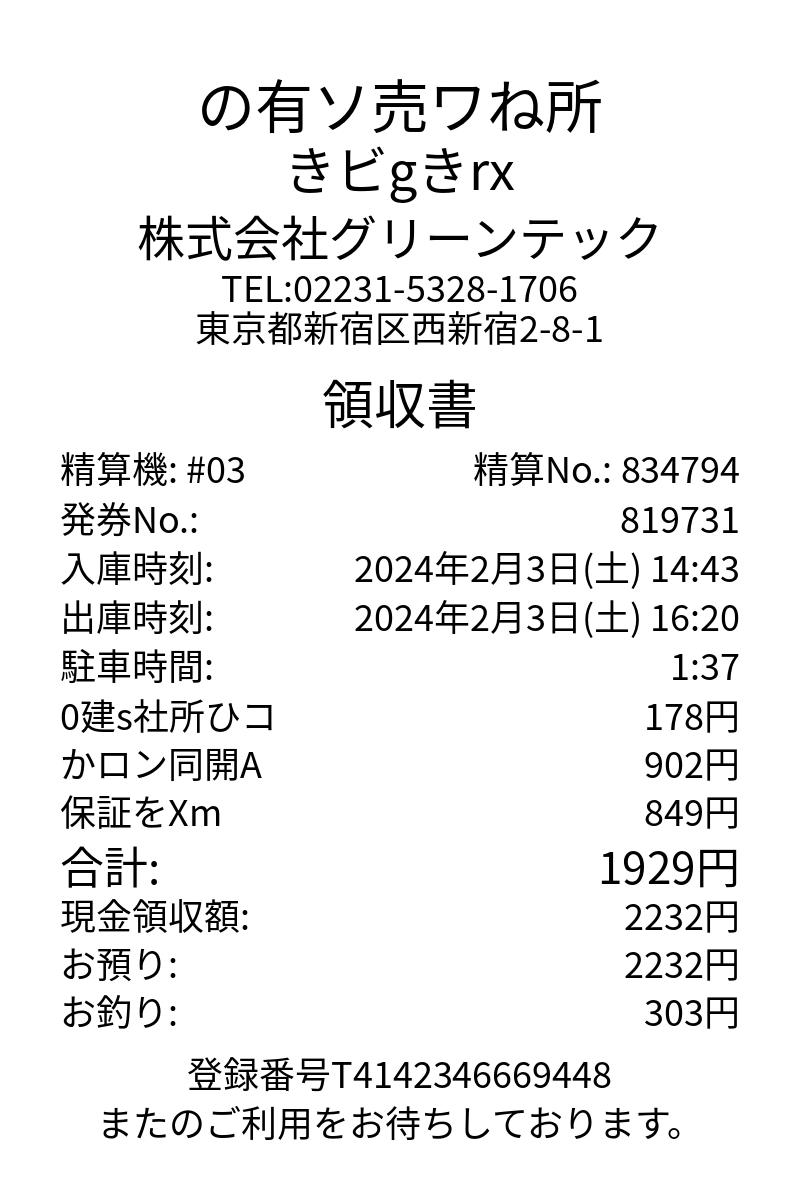 の有ソ売ワね所
きビgきrx
株式会社グリーンテック
TEL:02231-5328-1706
東京都新宿区西新宿2-8-1
領収書
精算機: #03 精算No.: 834794
発券No.: 819731
入庫時刻: 2024年2月3日(土) 14:43
出庫時刻: 2024年2月3日(土) 16:20
駐車時間: 1:37
0建s社所ひコ 178円
かロン同開A 902円
保証をXm 849円
合計: 1929円
現金領収額: 2232円
お預り: 2232円
お釣り: 303円
登録番号T4142346669448
またのご利用をお待ちしております。